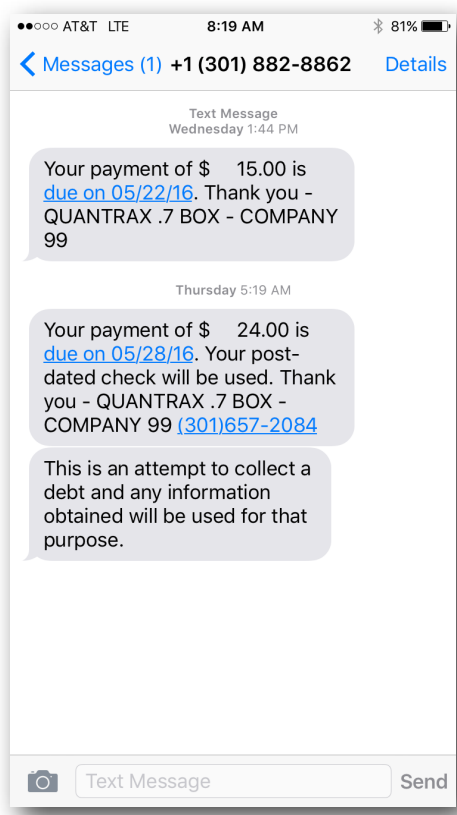 AT&T LTE 8:19 AM 81%
Messages (1) +1 (301) 882-8862 Details
Text Message
Wednesday 1:44 PM
Your payment of $ 15.00 is
due on 05/22/16. Thank you -
QUANTRAX .7 BOX - COMPANY
99
Thursday 5:19 AM
Your payment of $ 24.00 is
due on 05/28/16. Your post-
dated check will be used. Thank
you - QUANTRAX .7 BOX -
COMPANY 99 (301)657-2084
This is an attempt to collect a
debt and any information
obtained will be used for that
purpose.
Text Message Send